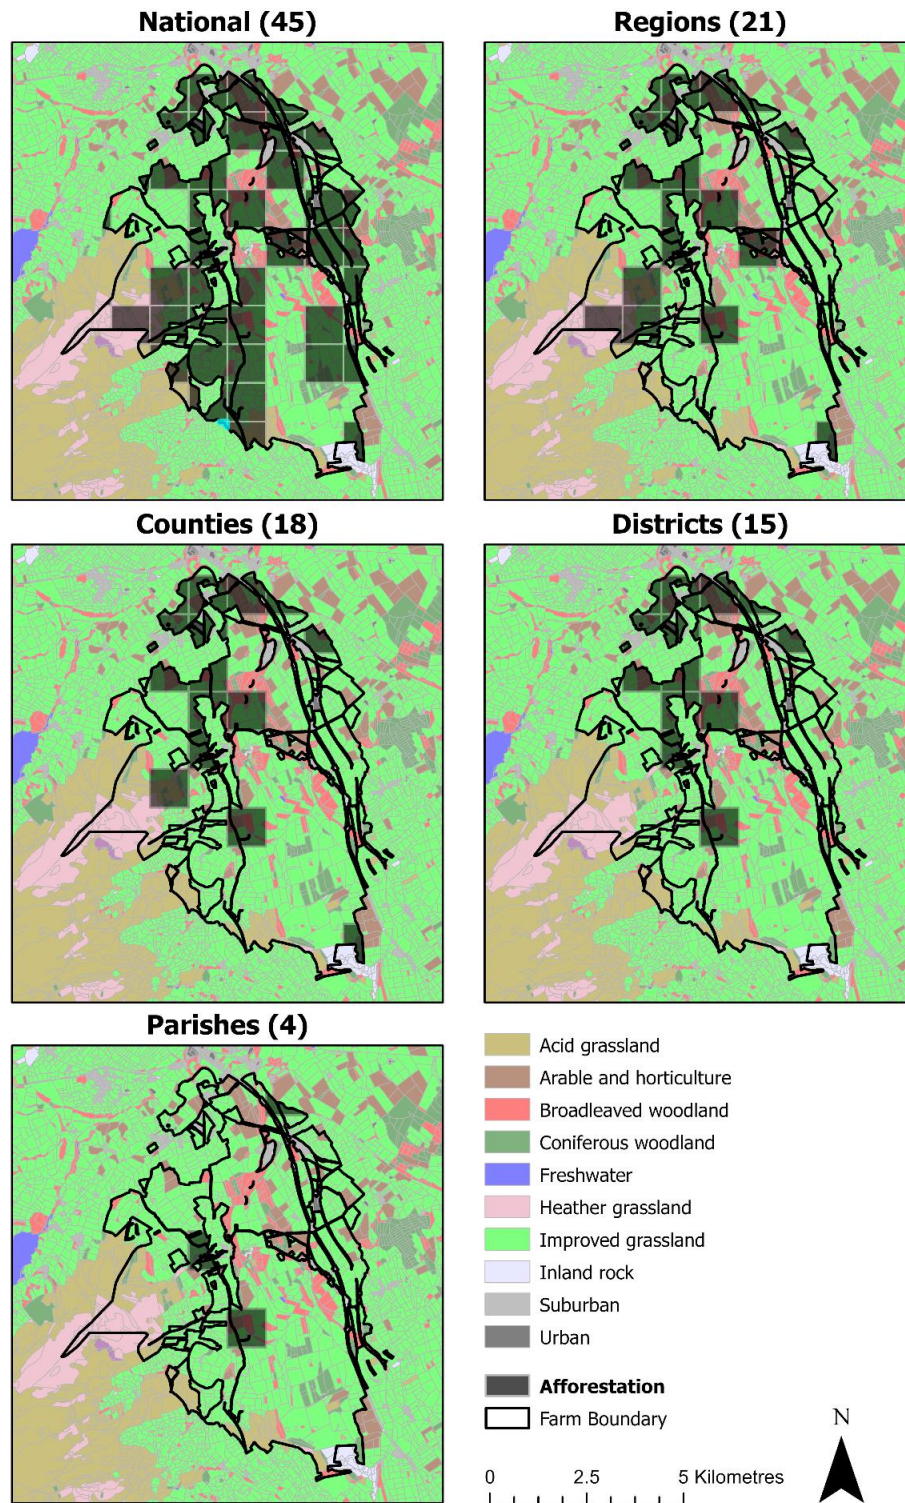 National (45)
Regions (21)
Counties (18)
Districts (15)
Parishes (4)
Acid grassland
Arable and horticulture
Broadleaved woodland
Coniferous woodland
Freshwater
Heather grassland
Improved grassland
Inland rock
Suburban
Urban
Afforestation
Farm Boundary
N
0 2.5 5 Kilometres